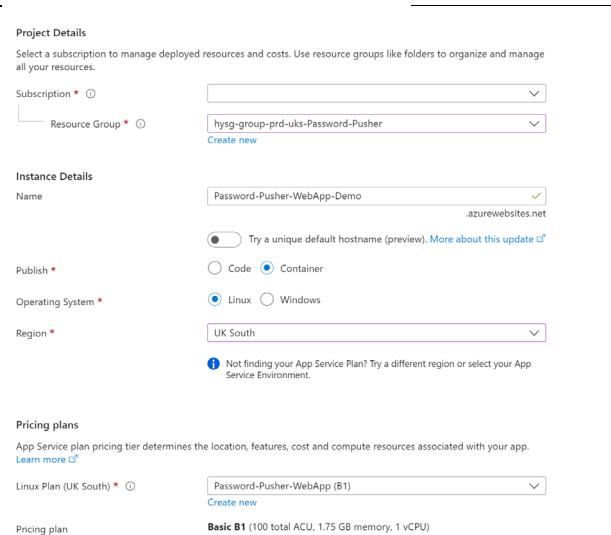 Project Details
Select a subscription to manage deployed resources and costs. Use resource groups like folders to organize and manage
all your resources.
Subscription *
Resource Group * hysg-group-prd-uks-Password-Pusher
Create new
Instance Details
Name Password-Pusher-WebApp-Demo
.azurewebsites.net
Try a unique default hostname (preview). More about this update
Publish * Code Container
Operating System * Linux Windows
Region * UK South
Not finding your App Service Plan? Try a different region or select your App
Service Environment.
Pricing plans
App Service plan pricing tier determines the location, features, cost and compute resources associated with your app.
Learn more
Linux Plan (UK South) * Password-Pusher-WebApp (B1)
Create new
Pricing plan Basic B1 (100 total ACU, 1.75 GB memory, 1 vCPU)